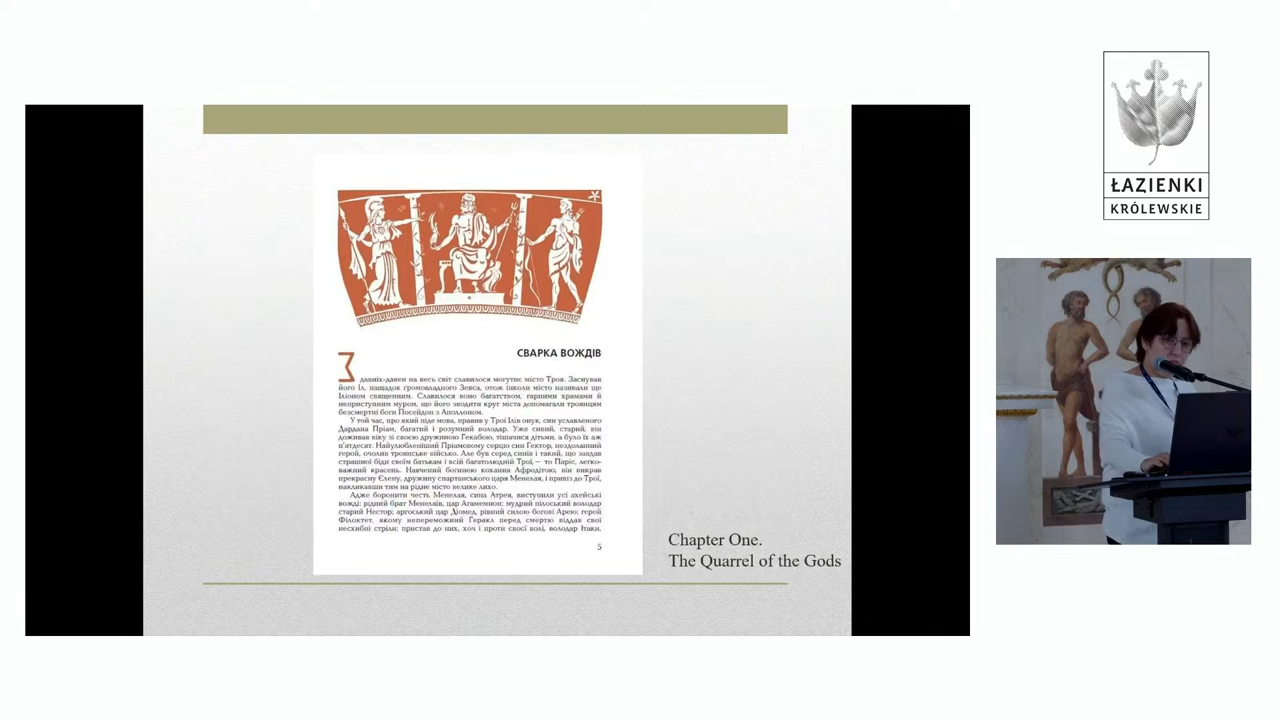 СВАРКА ВОЖДІВ
З давніх-давен на весь світ славилося могутнє місто Троя. Заснував
його Іл, нащадок громовладного Зевса, отож інколи місто називали ще
Іліоном священним. Славилося воно багатством, гарними храмами й
неприступним муром, що його зводити круг міста допомагали троянцям
безсмертні боги Посейдон з Аполлоном.
У той час, про який піде мова, правив у Трої Ілів онук, син уславленого
Дардана Пріам, багатий і розумний володар. Уже сивий, старий, він
доживав віку зі своєю дружиною Гекабою, тішачися дітьми, а було їх аж
п'ятдесят. Найулюбленіший Пріамовому серцю син Гектор, нездоланний
герой, очолив троянське військо. Але був серед синів і такий, що завдав
страшної біди своїм батькам і всій багатолюдній Трої,— то Паріс, легко-
важний красень. Навчений богинею кохання Афродітою, він викрав
прекрасну Єлену, дружину спартанського царя Менелая, і привіз до Трої,
накликавши тим на рідне місто велике лихо.
Адже боронити честь Менелая, сина Атрея, виступили усі ахейські
вожді: рідний брат Менелаїв, цар Агамемнон; мудрий пілоський володар
старий Нестор; аргоський цар Діомед, рівний силою богові Арею; герой
Філоктет, якому непереможний Геракл перед смертю віддав свої
несхибні стріли; пристав до них, хоч і проти своєї волі, володар Ітаки,
5
Chapter One.
The Quarrel of the Gods
ŁAZIENKI
KRÓLEWSKIE